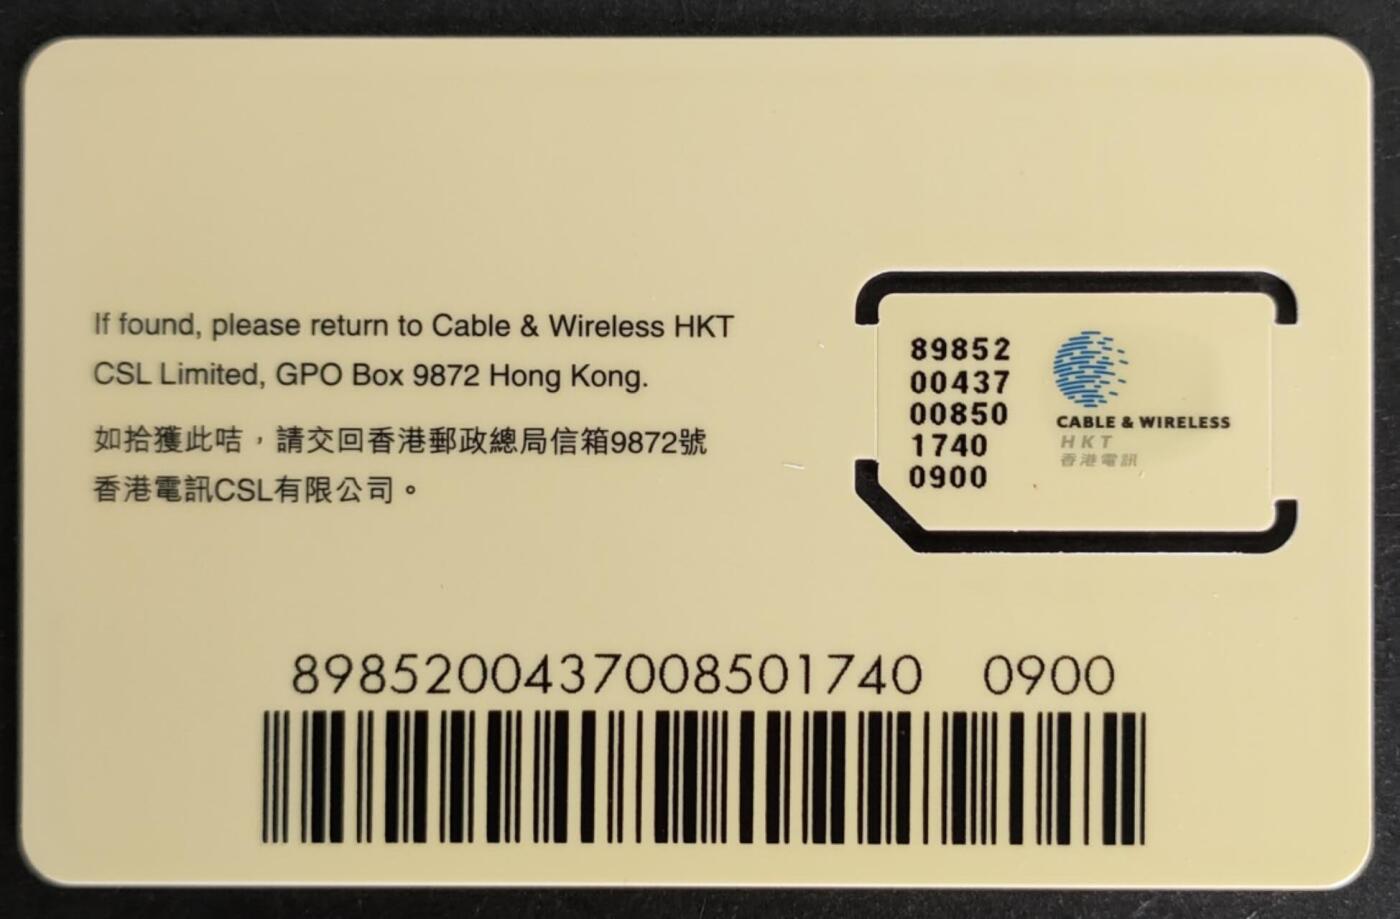 If found, please return to Cable & Wireless HKT
CSL Limited, GPO Box 9872 Hong Kong.
如拾獲此咭，請交回香港郵政總局信箱9872號
香港電訊CSL有限公司。
89852
00437
00850
1740
0900
CABLE & WIRELESS
HKT
香港電訊
8985200437008501740 0900